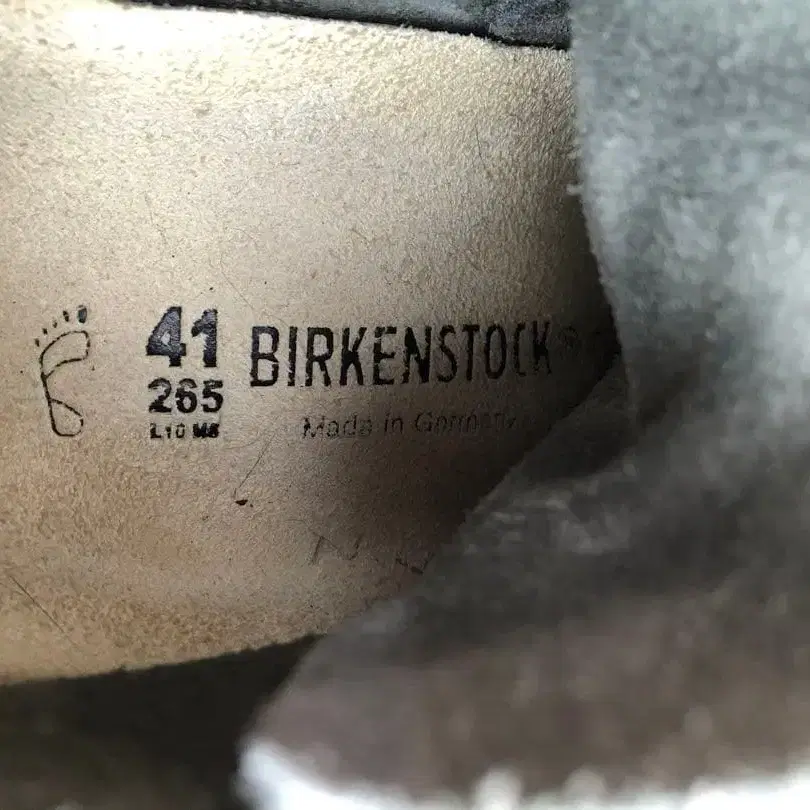 41
265
L10 M8
BIRKENSTOCK
Made in Germany